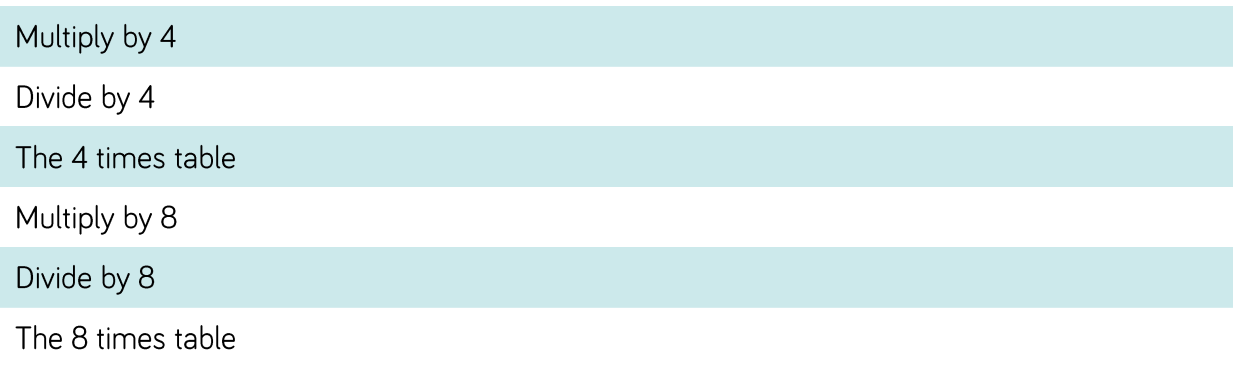 Multiply by 4
Divide by 4
The 4 times table
Multiply by 8
Divide by 8
The 8 times table